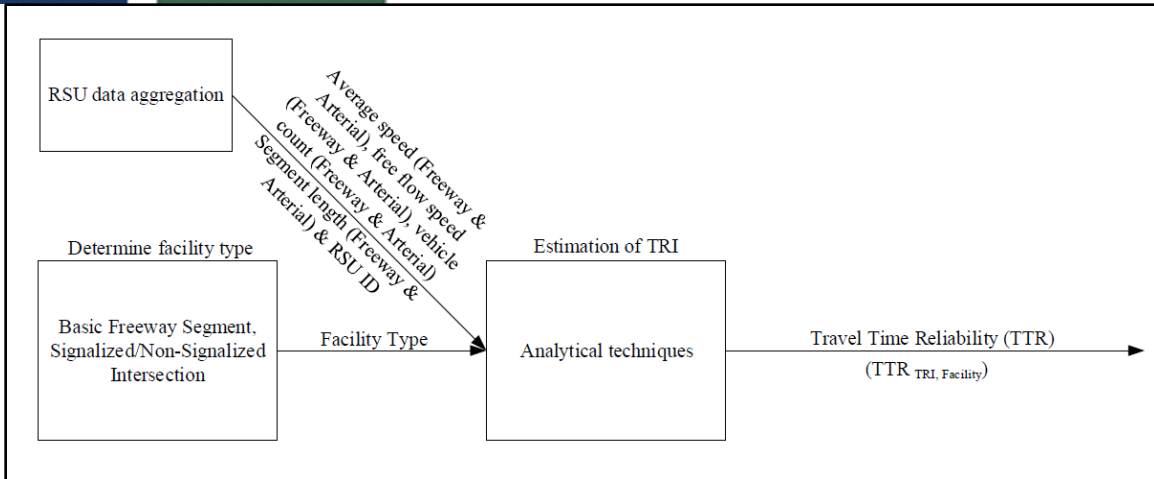 RSU data aggregation
Average speed (Freeway &
Arterial), free flow speed
(Freeway & Arterial), vehicle
count (Freeway & Arterial)
Segment length (Freeway &
Arterial) & RSU ID
Determine facility type
Basic Freeway Segment,
Signalized/Non-Signalized
Intersection
Facility Type
Estimation of TRI
Analytical techniques
Travel Time Reliability (TTR)
(TTR TRI, Facility)